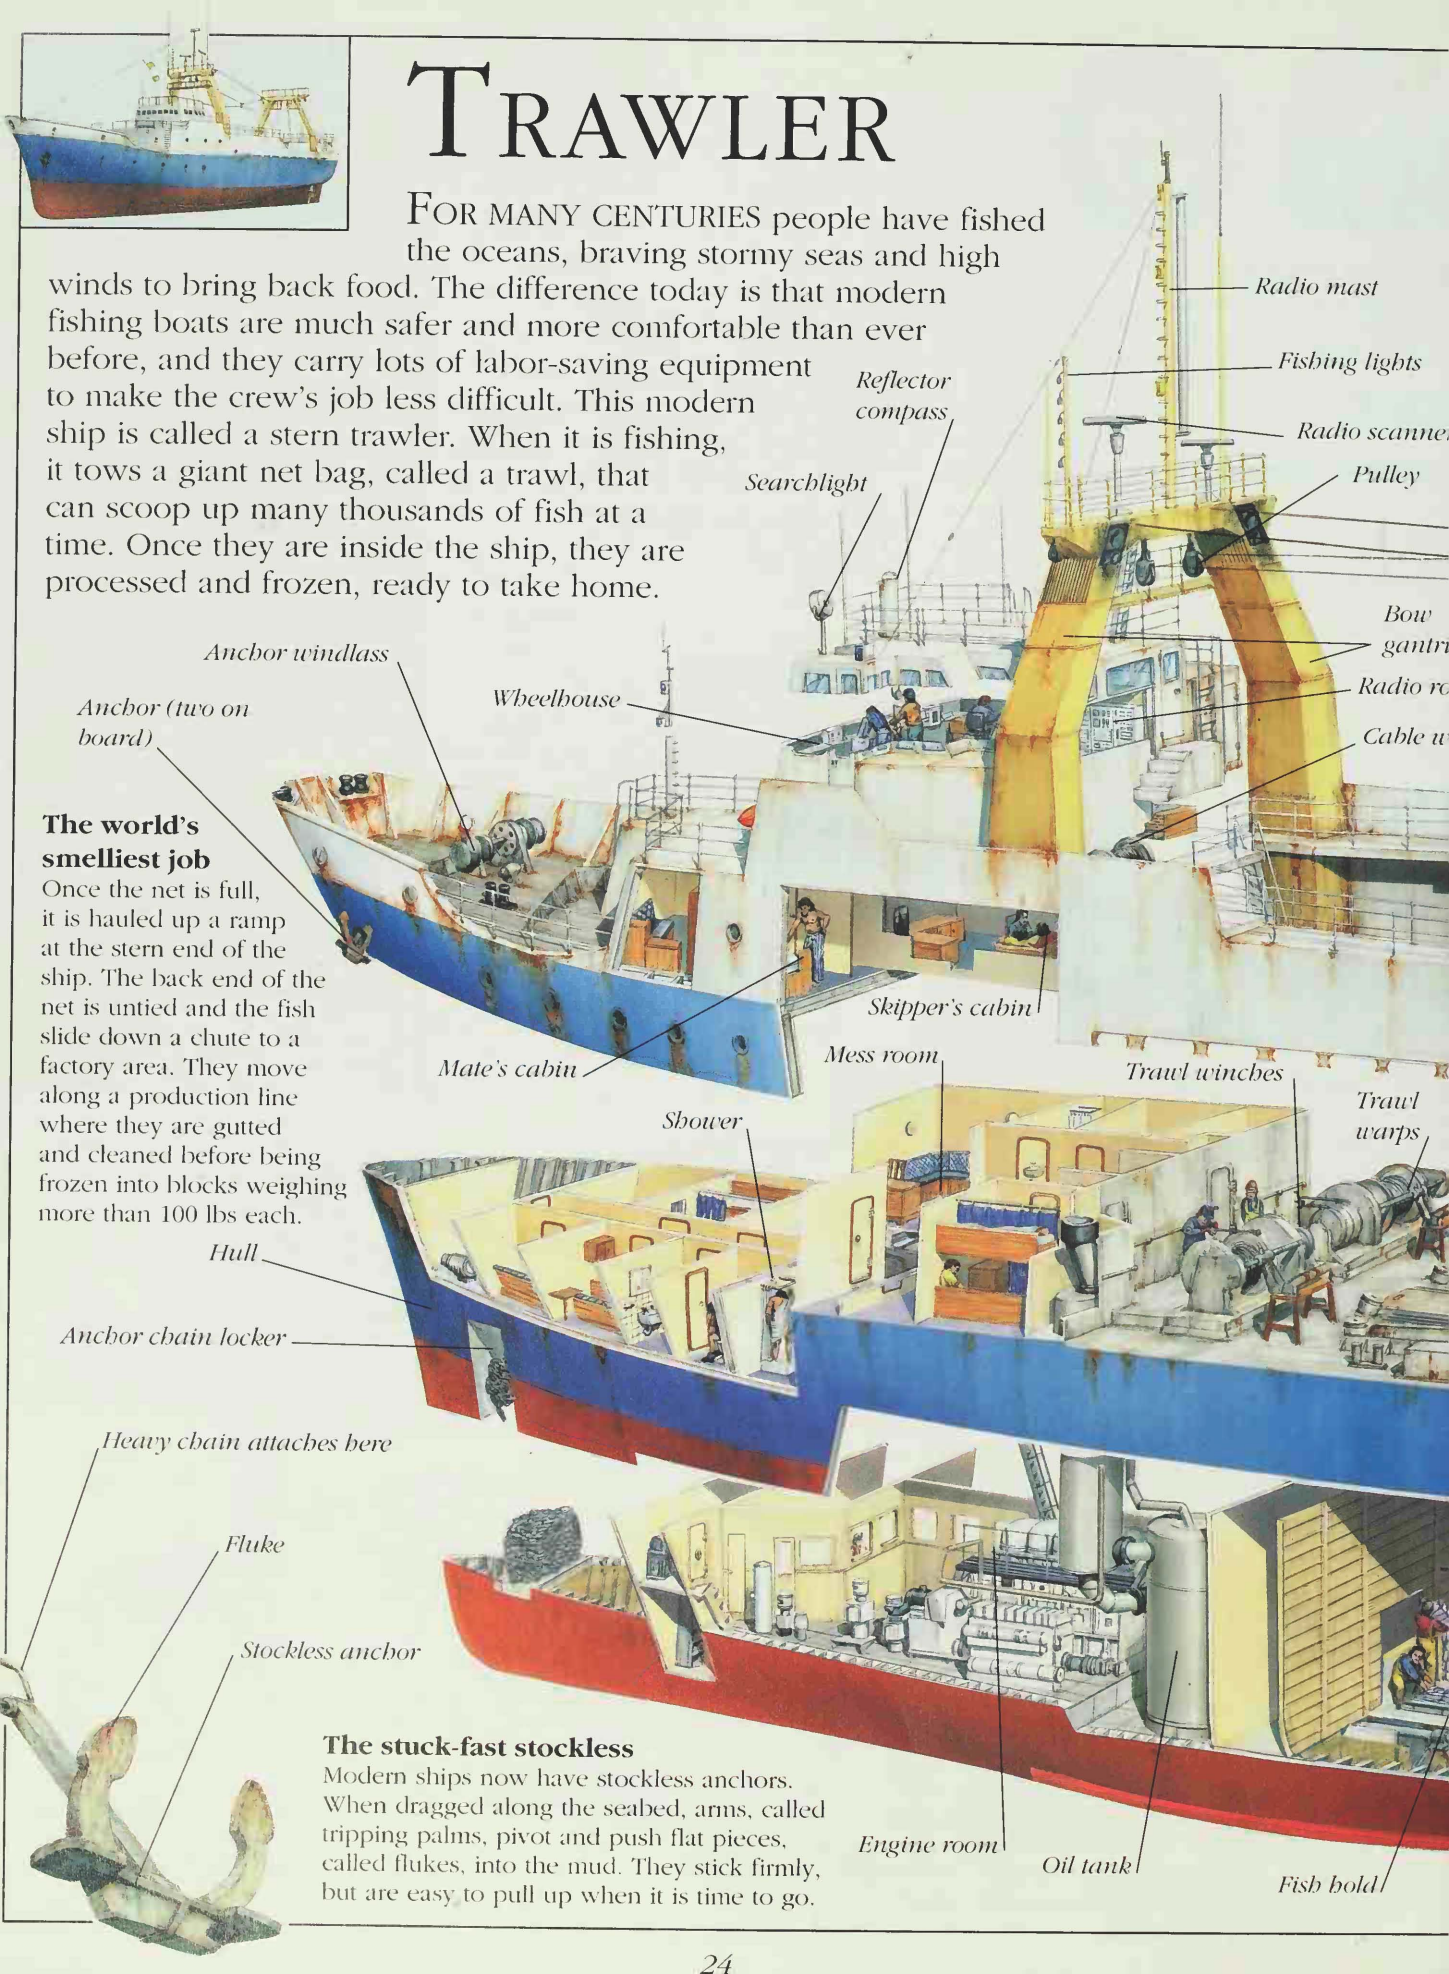 TRAWLER
FOR MANY CENTURIES people have fished
the oceans, braving stormy seas and high
winds to bring back food. The difference today is that modern
fishing boats are much safer and more comfortable than ever
before, and they carry lots of labor-saving equipment
to make the crew's job less difficult. This modern
ship is called a stern trawler. When it is fishing,
it tows a giant net bag, called a trawl, that
can scoop up many thousands of fish at a
time. Once they are inside the ship, they are
processed and frozen, ready to take home.
Radio mast
Fishing lights
Reflector
compass
Radio scanne
Searchlight
Pulley
Bow
gantri
Anchor windlass
Radio ro
Wheelhouse
Anchor (two on
board)
Cable w
The world's
smelliest job
Once the net is full,
it is hauled up a ramp
at the stern end of the
ship. The back end of the
net is untied and the fish
slide down a chute to a
factory area. They move
along a production line
where they are gutted
and cleaned before being
frozen into blocks weighing
more than 100 lbs each.
Skipper's cabin
Mate's cabin
Mess room
Trawl winches
Trawl
warps
Shower
Hull
Anchor chain locker
Heavy chain attaches here
Fluke
Stockless anchor
The stuck-fast stockless
Modern ships now have stockless anchors.
When dragged along the seabed, arms, called
tripping palms, pivot and push flat pieces,
called flukes, into the mud. They stick firmly,
but are easy to pull up when it is time to go.
Engine room
Oil tank
Fish hold
24